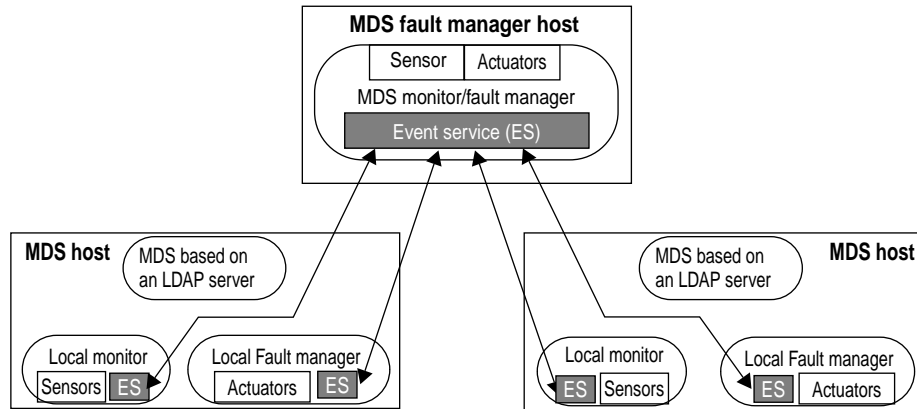 MDS fault manager host
Sensor
Actuators
MDS monitor/fault manager
Event service (ES)
MDS host
MDS based on
an LDAP server
Local monitor
Sensors
ES
Local Fault manager
Actuators
ES
MDS based on
an LDAP server
MDS host
Local monitor
ES
Sensors
Local Fault manager
ES
Actuators